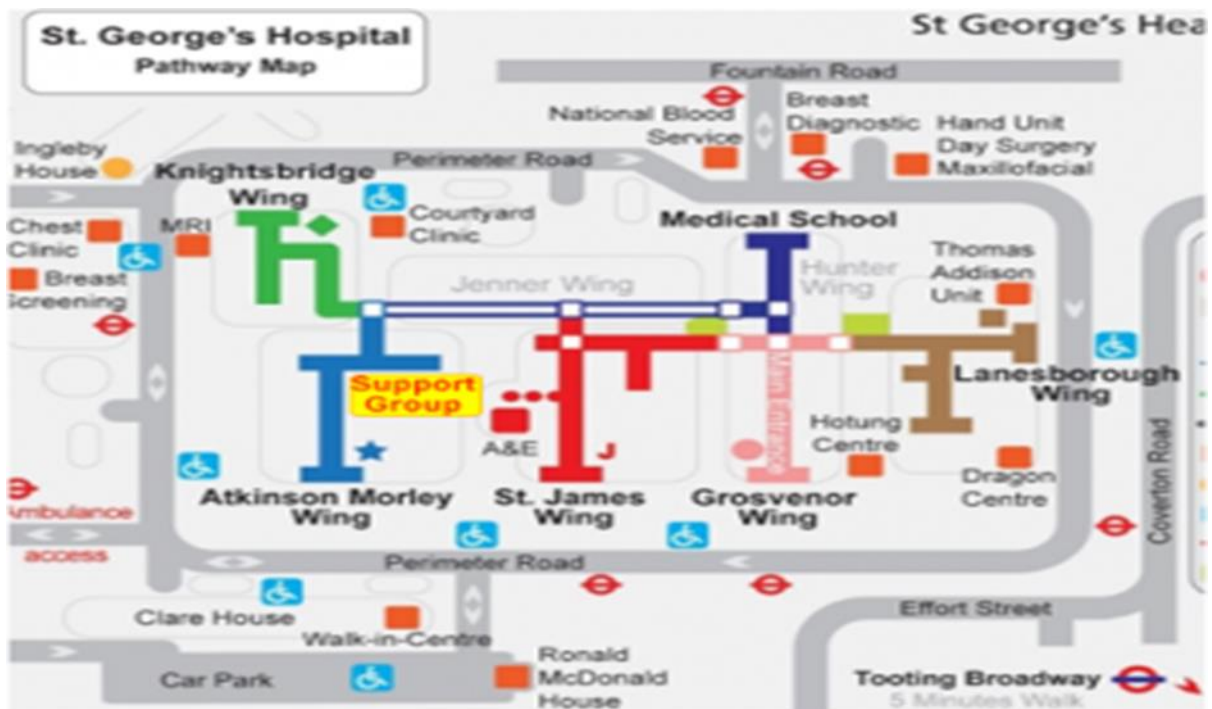 St. George's Hospital
Pathway Map
St George's Hea
Fountain Road
National Blood
Service
Breast
Diagnostic
Hand Unit
Day Surgery
Maxillofacial
Ingleby
House
Perimeter Road
Knightsbridge
Wing
Chest
Clinic
MRI
Courtyard
Clinic
Medical School
Breast
Screening
Jenner Wing
Hunter
Wing
Thomas
Addison
Unit
Support
Group
Main Entrance
Lanesborough
Wing
A&E
J
Hotung
Centre
Dragon
Centre
Coverton Road
Atkinson Morley
Wing
St. James
Wing
Grosvenor
Wing
Ambulance
access
Perimeter Road
Clare House
Walk-in-Centre
Effort Street
Car Park
Ronald
McDonald
House
Tooting Broadway
5 Minutes Walk